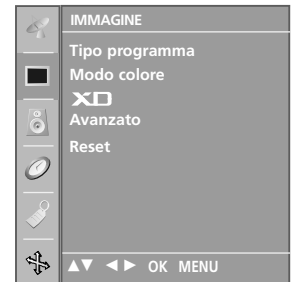 IMMAGINE
Tipo programma
Modo colore
XD
Avanzato
Reset
▲▼ ◄► OK MENU